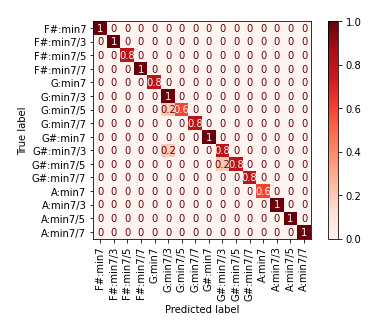 F#:min7 1 0 0 0 0 0 0 0 0 0 0 0 0 0 0 0
F#:min7/3 0 1 0 0 0 0 0 0 0 0 0 0 0 0 0 0
F#:min7/5 0 0 0.8 0 0 0 0 0 0 0 0 0 0 0 0 0
F#:min7/7 0 0 0 1 0 0 0 0 0 0 0 0 0 0 0 0
G:min7 0 0 0 0 0.8 0 0 0 0 0 0 0 0 0 0 0
G:min7/3 0 0 0 0 0 1 0 0 0 0 0 0 0 0 0 0
G:min7/5 0 0 0 0 0 0.2 0.6 0 0 0 0 0 0 0 0 0
G:min7/7 0 0 0 0 0 0 0 0.8 0 0 0 0 0 0 0 0
G#:min7 0 0 0 0 0 0 0 0 1 0 0 0 0 0 0 0
G#:min7/3 0 0 0 0 0 0.2 0 0 0 0.8 0 0 0 0 0 0
G#:min7/5 0 0 0 0 0 0 0 0 0 0.2 0.8 0 0 0 0 0
G#:min7/7 0 0 0 0 0 0 0 0 0 0 0 0.8 0 0 0 0
A:min7 0 0 0 0 0 0 0 0 0 0 0 0 0.6 0 0 0
A:min7/3 0 0 0 0 0 0 0 0 0 0 0 0 0 1 0 0
A:min7/5 0 0 0 0 0 0 0 0 0 0 0 0 0 0 1 0
A:min7/7 0 0 0 0 0 0 0 0 0 0 0 0 0 0 0 1
True label
F#:min7
F#:min7/3
F#:min7/5
F#:min7/7
G:min7
G:min7/3
G:min7/5
G:min7/7
G#:min7
G#:min7/3
G#:min7/5
G#:min7/7
A:min7
A:min7/3
A:min7/5
A:min7/7
Predicted label
1.0
0.8
0.6
0.4
0.2
0.0